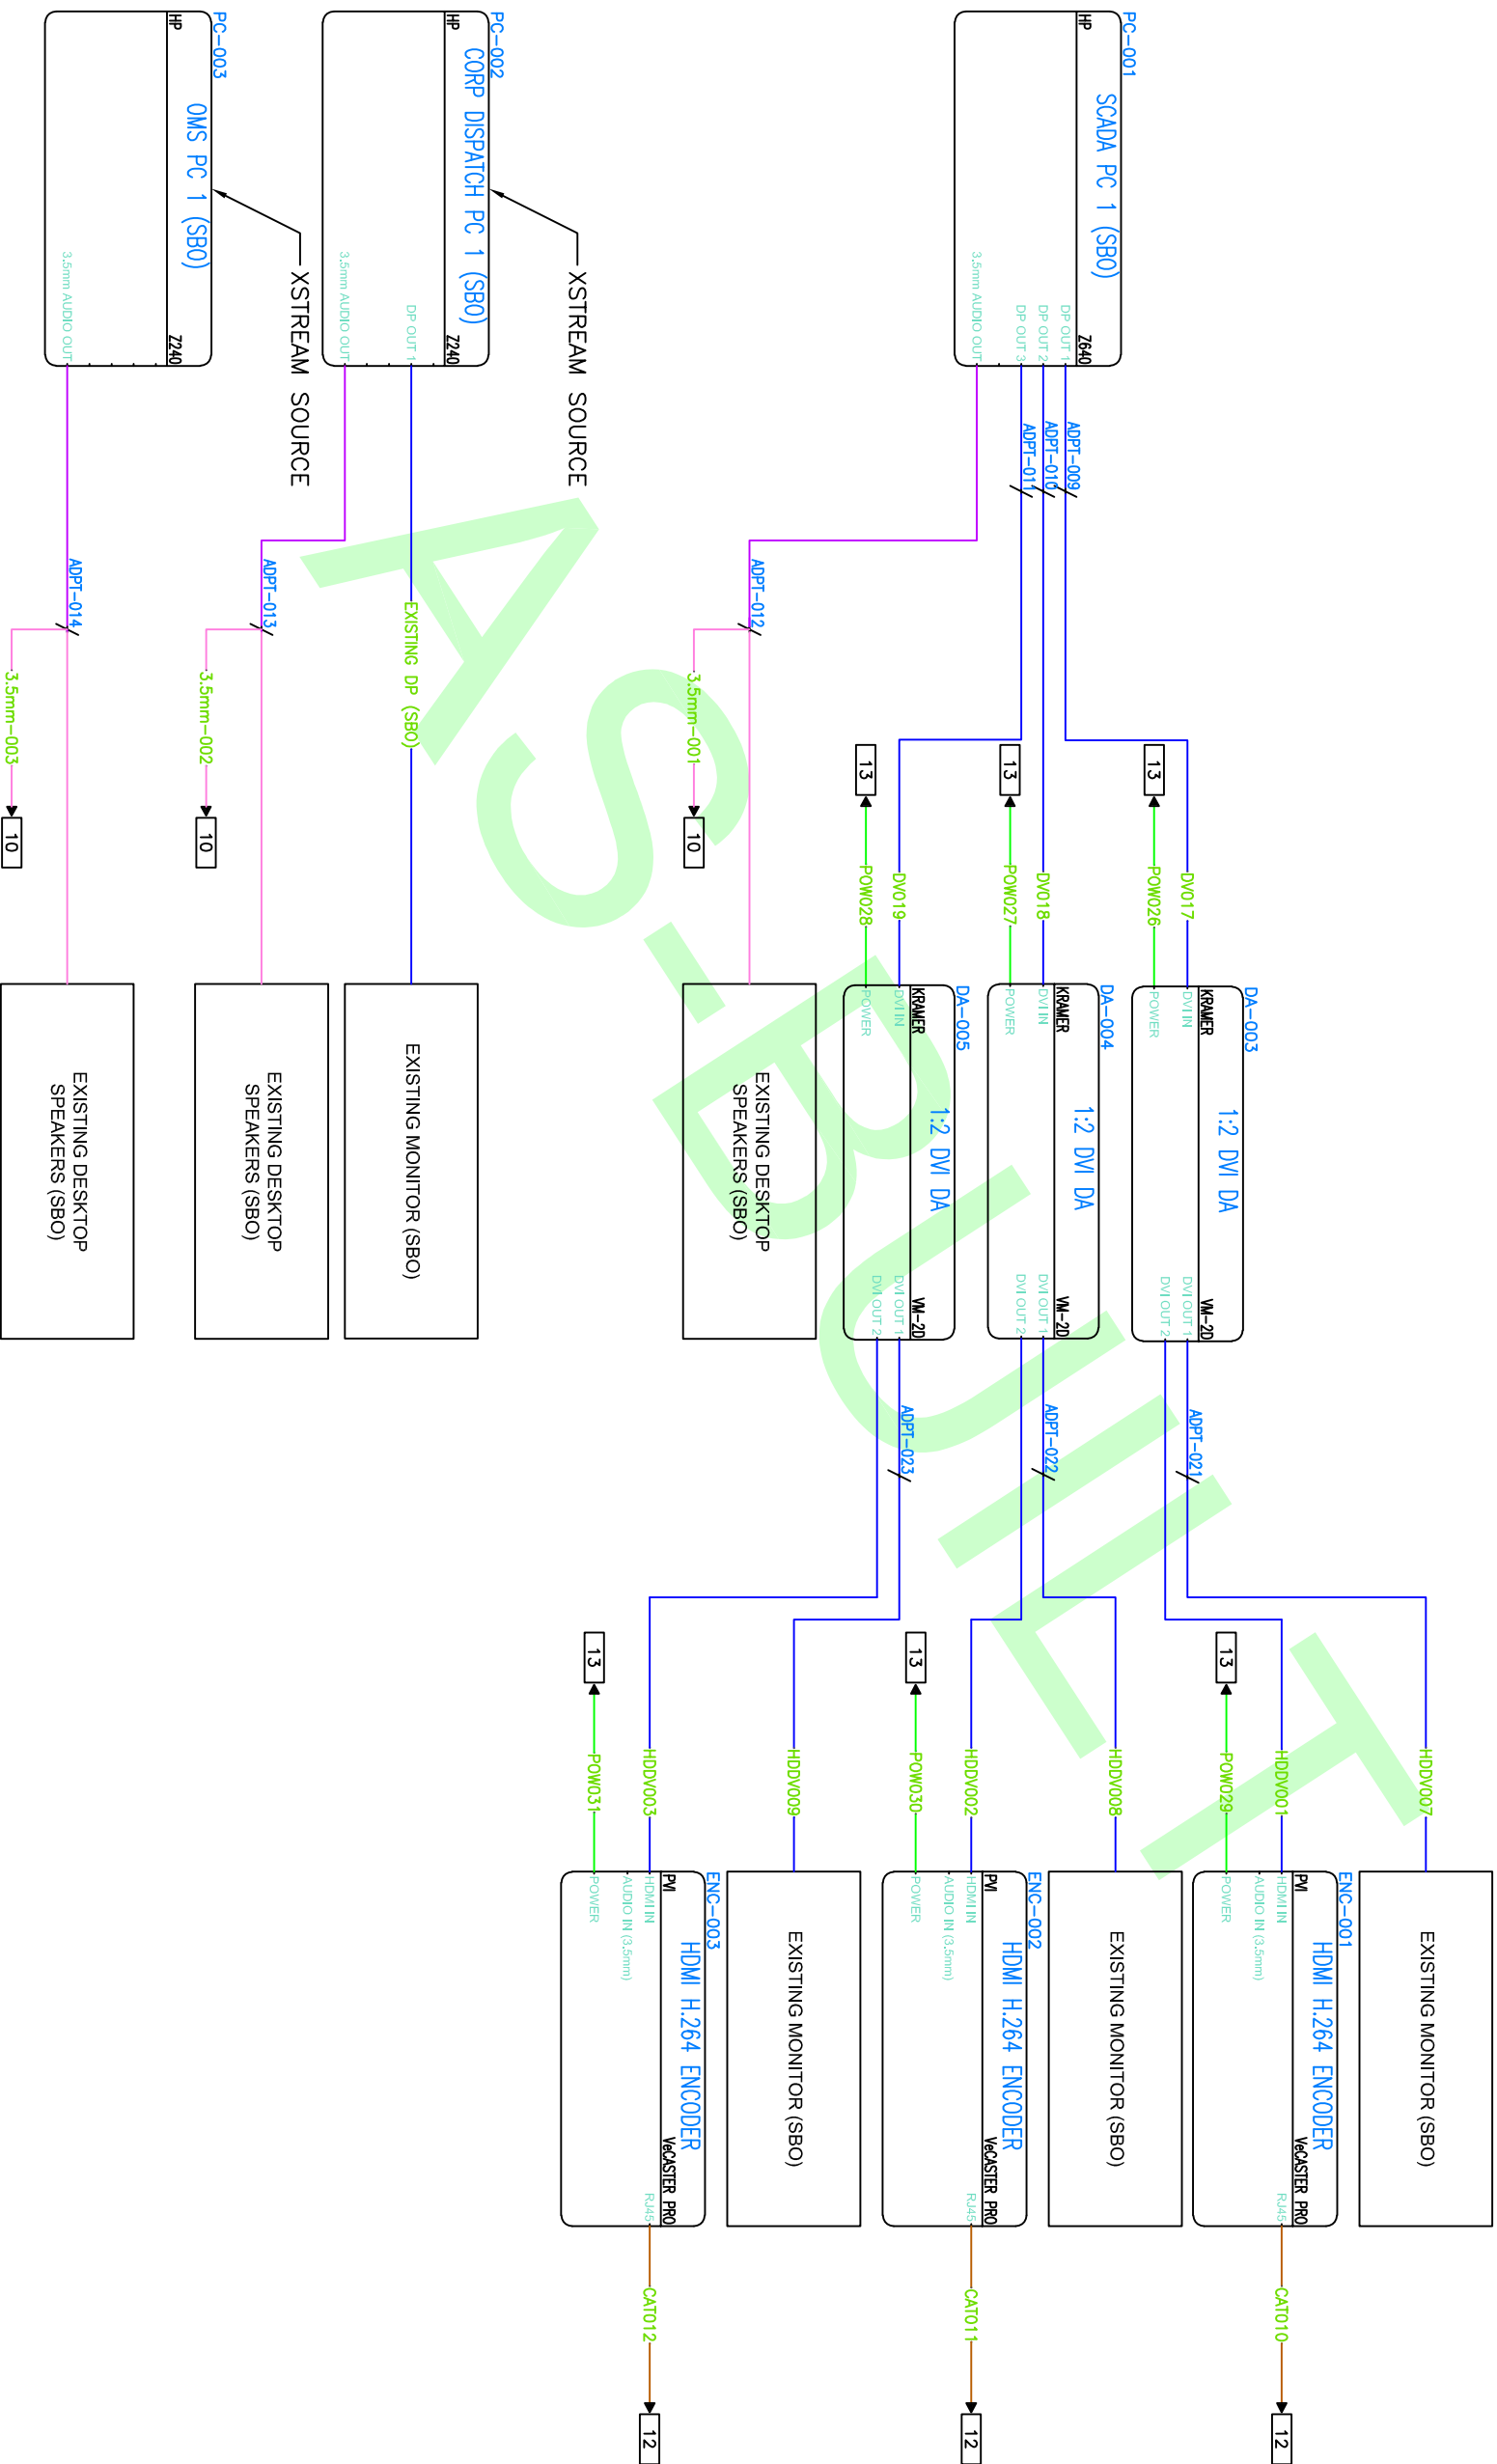 PC-001
HP
SCADA PC 1 (SBO)
Z640
DP OUT 1
DP OUT 2
DP OUT 3
3.5mm AUDIO OUT
ADPT-009
ADPT-010
ADPT-011
ADPT-012
3.5mm-001
10
13
POW026
DV017
13
POW027
DV018
13
POW028
DV019
DA-003
KRAMER
1:2 DVI DA
VM-2D
DVI IN
POWER
DVI OUT 1
DVI OUT 2
DA-004
KRAMER
1:2 DVI DA
VM-2D
DVI IN
POWER
DVI OUT 1
DVI OUT 2
DA-005
KRAMER
1:2 DVI DA
VM-2D
DVI IN
POWER
DVI OUT 1
DVI OUT 2
EXISTING DESKTOP
SPEAKERS (SBO)
ADPT-021
ADPT-022
ADPT-023
HDDV007
EXISTING MONITOR (SBO)
HDDV001
13
POW029
ENC-001
PVI
HDMI H.264 ENCODER
VeCASTER PRO
HDMI IN
AUDIO IN (3.5mm)
POWER
RJ45
CAT010
12
HDDV008
EXISTING MONITOR (SBO)
HDDV002
13
POW030
ENC-002
PVI
HDMI H.264 ENCODER
VeCASTER PRO
HDMI IN
AUDIO IN (3.5mm)
POWER
RJ45
CAT011
12
HDDV009
EXISTING MONITOR (SBO)
HDDV003
13
POW031
ENC-003
PVI
HDMI H.264 ENCODER
VeCASTER PRO
HDMI IN
AUDIO IN (3.5mm)
POWER
RJ45
CAT012
12
XSTREAM SOURCE
PC-002
HP
CORP DISPATCH PC 1 (SBO)
Z240
DP OUT 1
3.5mm AUDIO OUT
EXISTING DP (SBO)
EXISTING MONITOR (SBO)
ADPT-013
3.5mm-002
10
EXISTING DESKTOP
SPEAKERS (SBO)
XSTREAM SOURCE
PC-003
HP
OMS PC 1 (SBO)
Z240
3.5mm AUDIO OUT
ADPT-014
3.5mm-003
10
EXISTING DESKTOP
SPEAKERS (SBO)
AS-BUILT